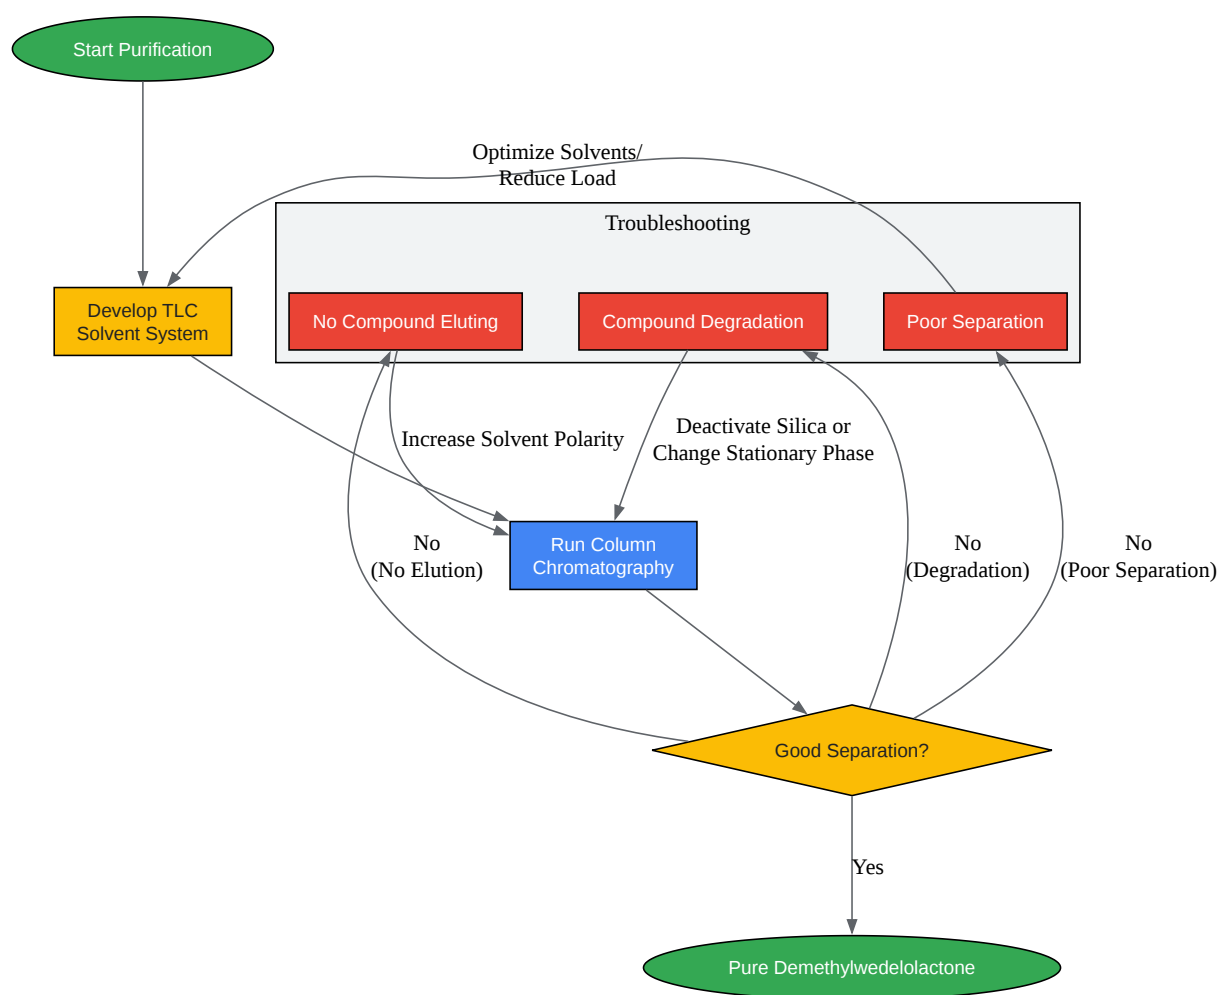 Start Purification
Optimize Solvents/
Reduce Load
Troubleshooting
Develop TLC
Solvent System
No Compound Eluting
Compound Degradation
Poor Separation
Increase Solvent Polarity
Deactivate Silica or
Change Stationary Phase
No
(No Elution)
Run Column
Chromatography
No
(Degradation)
No
(Poor Separation)
Good Separation?
Yes
Pure Demethylwedelolactone